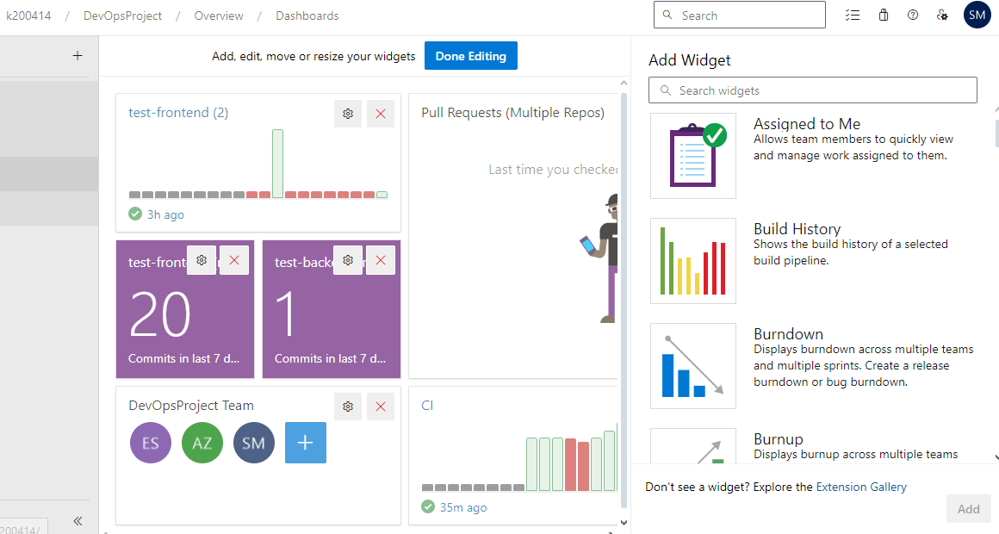 k200414 / DevOpsProject / Overview / Dashboards
Search
SM
Add, edit, move or resize your widgets
Done Editing
test-frontend (2)
3h ago
Pull Requests (Multiple Repos)
Last time you checked
test-front
20
Commits in last 7 d...
test-back
1
Commits in last 7 d...
DevOpsProject Team
ES
AZ
SM
CI
35m ago
Add Widget
Search widgets
Assigned to Me
Allows team members to quickly view
and manage work assigned to them.
Build History
Shows the build history of a selected
build pipeline.
Burndown
Displays burndown across multiple teams
and multiple sprints. Create a release
burndown or bug burndown.
Burnup
Displays burnup across multiple teams
Don't see a widget? Explore the Extension Gallery
Add
200414/